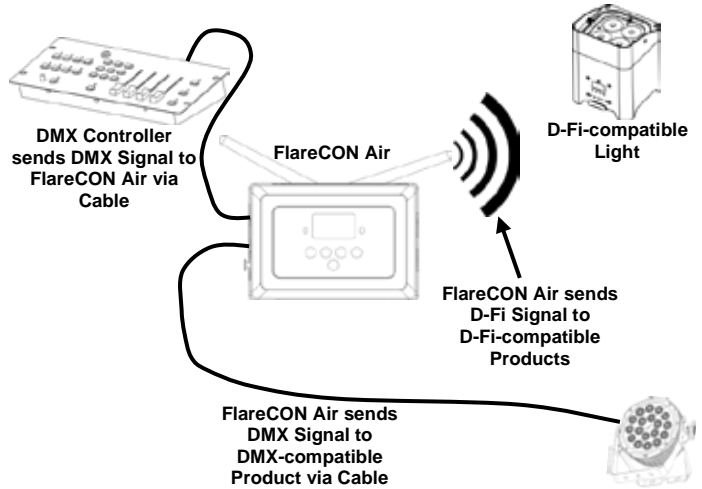 DMX Controller
sends DMX Signal to
FlareCON Air via
Cable
FlareCON Air
D-Fi-compatible
Light
FlareCON Air sends
D-Fi Signal to
D-Fi-compatible
Products
FlareCON Air sends
DMX Signal to
DMX-compatible
Product via Cable